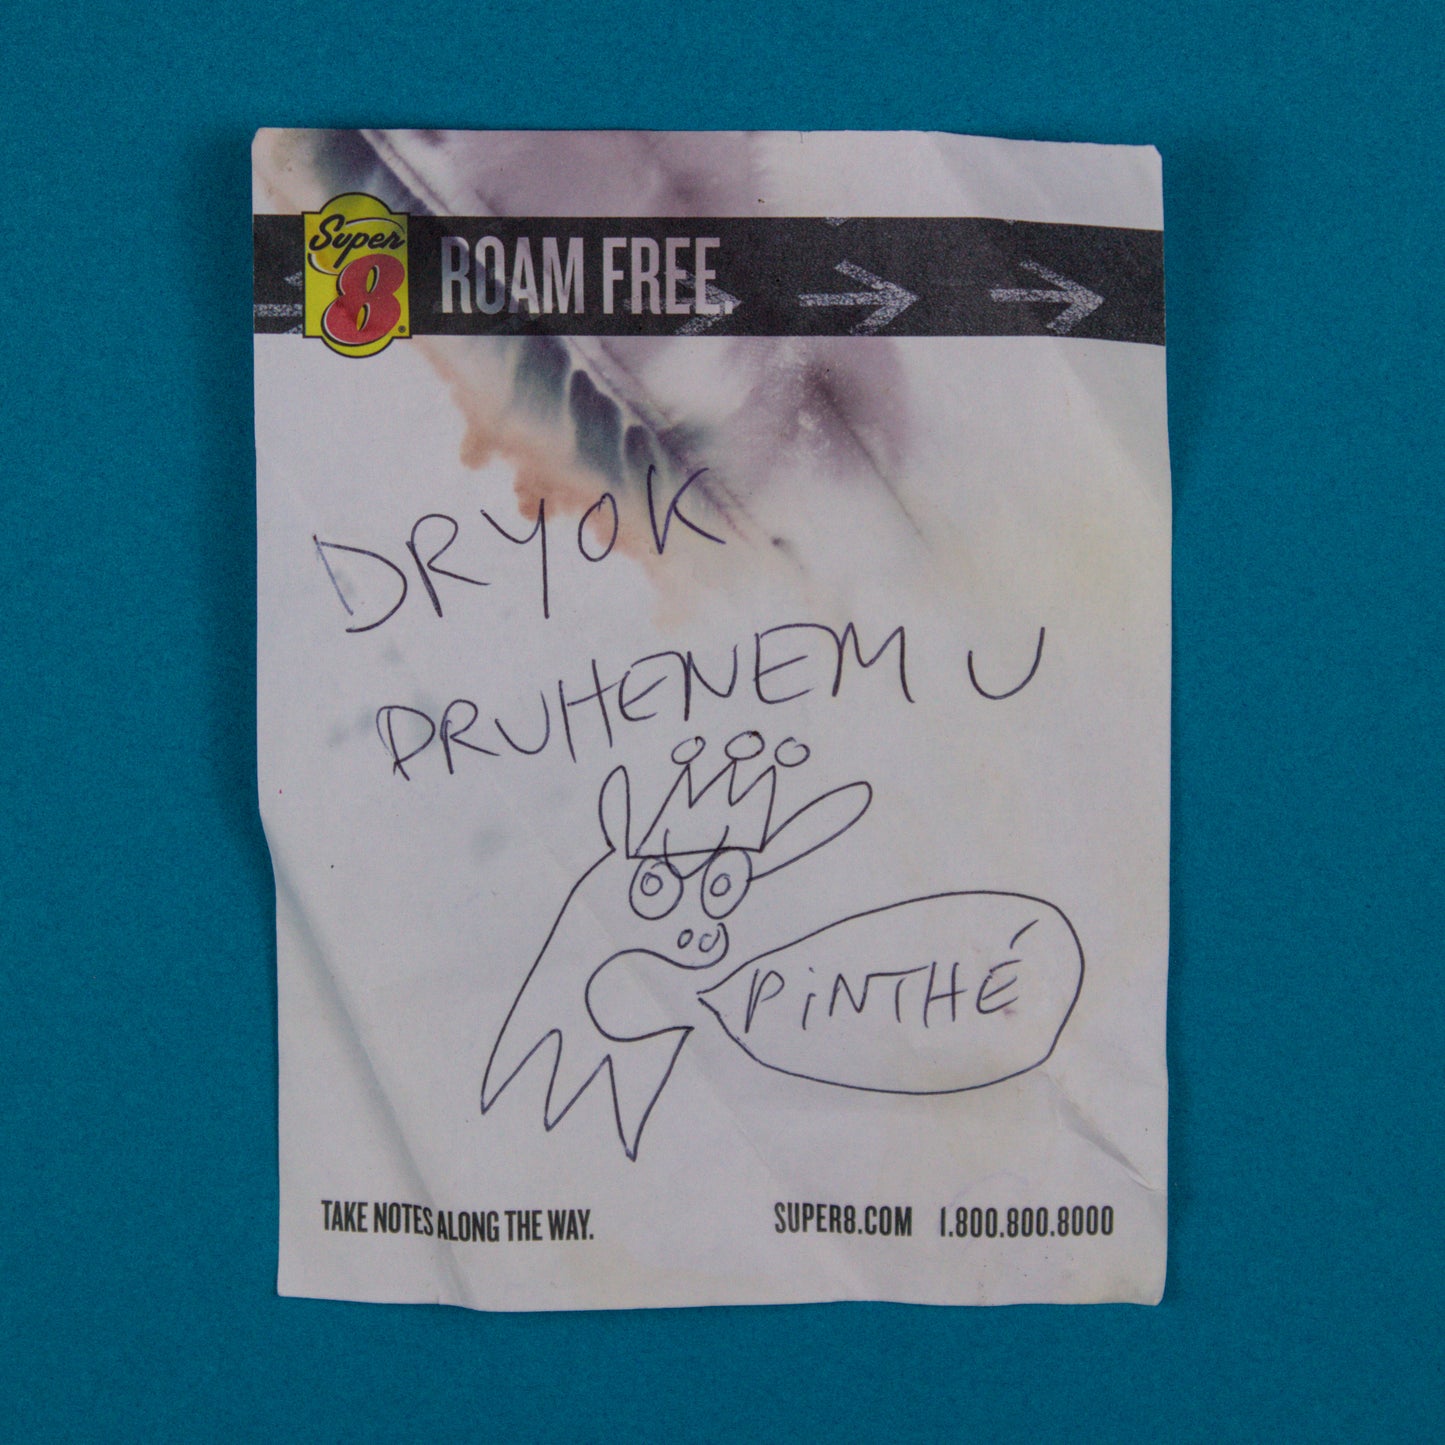 Super
8
ROAM FREE.
DRYOK
DRUHENEM U
PiNTHÉ
TAKE NOTES ALONG THE WAY.
SUPER8.COM 1.800.800.8000